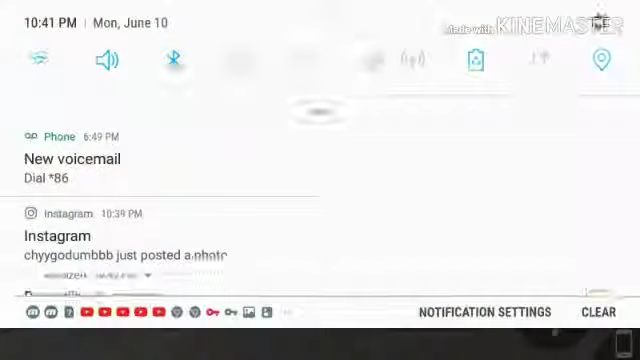 10:41 PM | Mon, June 10
Made with KINEMASTER
Phone 6:49 PM
New voicemail
Dial *86
Instagram 10:39 PM
Instagram
chyygodumbbb just posted a photo
NOTIFICATION SETTINGS
CLEAR